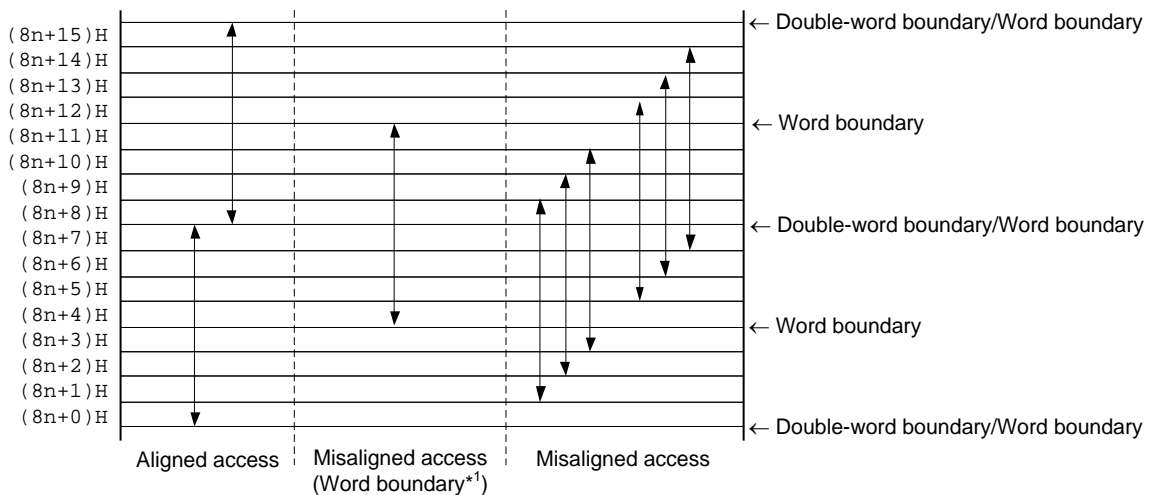 (8n+15)H
(8n+14)H
(8n+13)H
(8n+12)H
(8n+11)H
(8n+10)H
(8n+9)H
(8n+8)H
(8n+7)H
(8n+6)H
(8n+5)H
(8n+4)H
(8n+3)H
(8n+2)H
(8n+1)H
(8n+0)H
← Double-word boundary/Word boundary
← Word boundary
← Double-word boundary/Word boundary
← Word boundary
← Double-word boundary/Word boundary
Aligned access
Misaligned access
(Word boundary*1)
Misaligned access